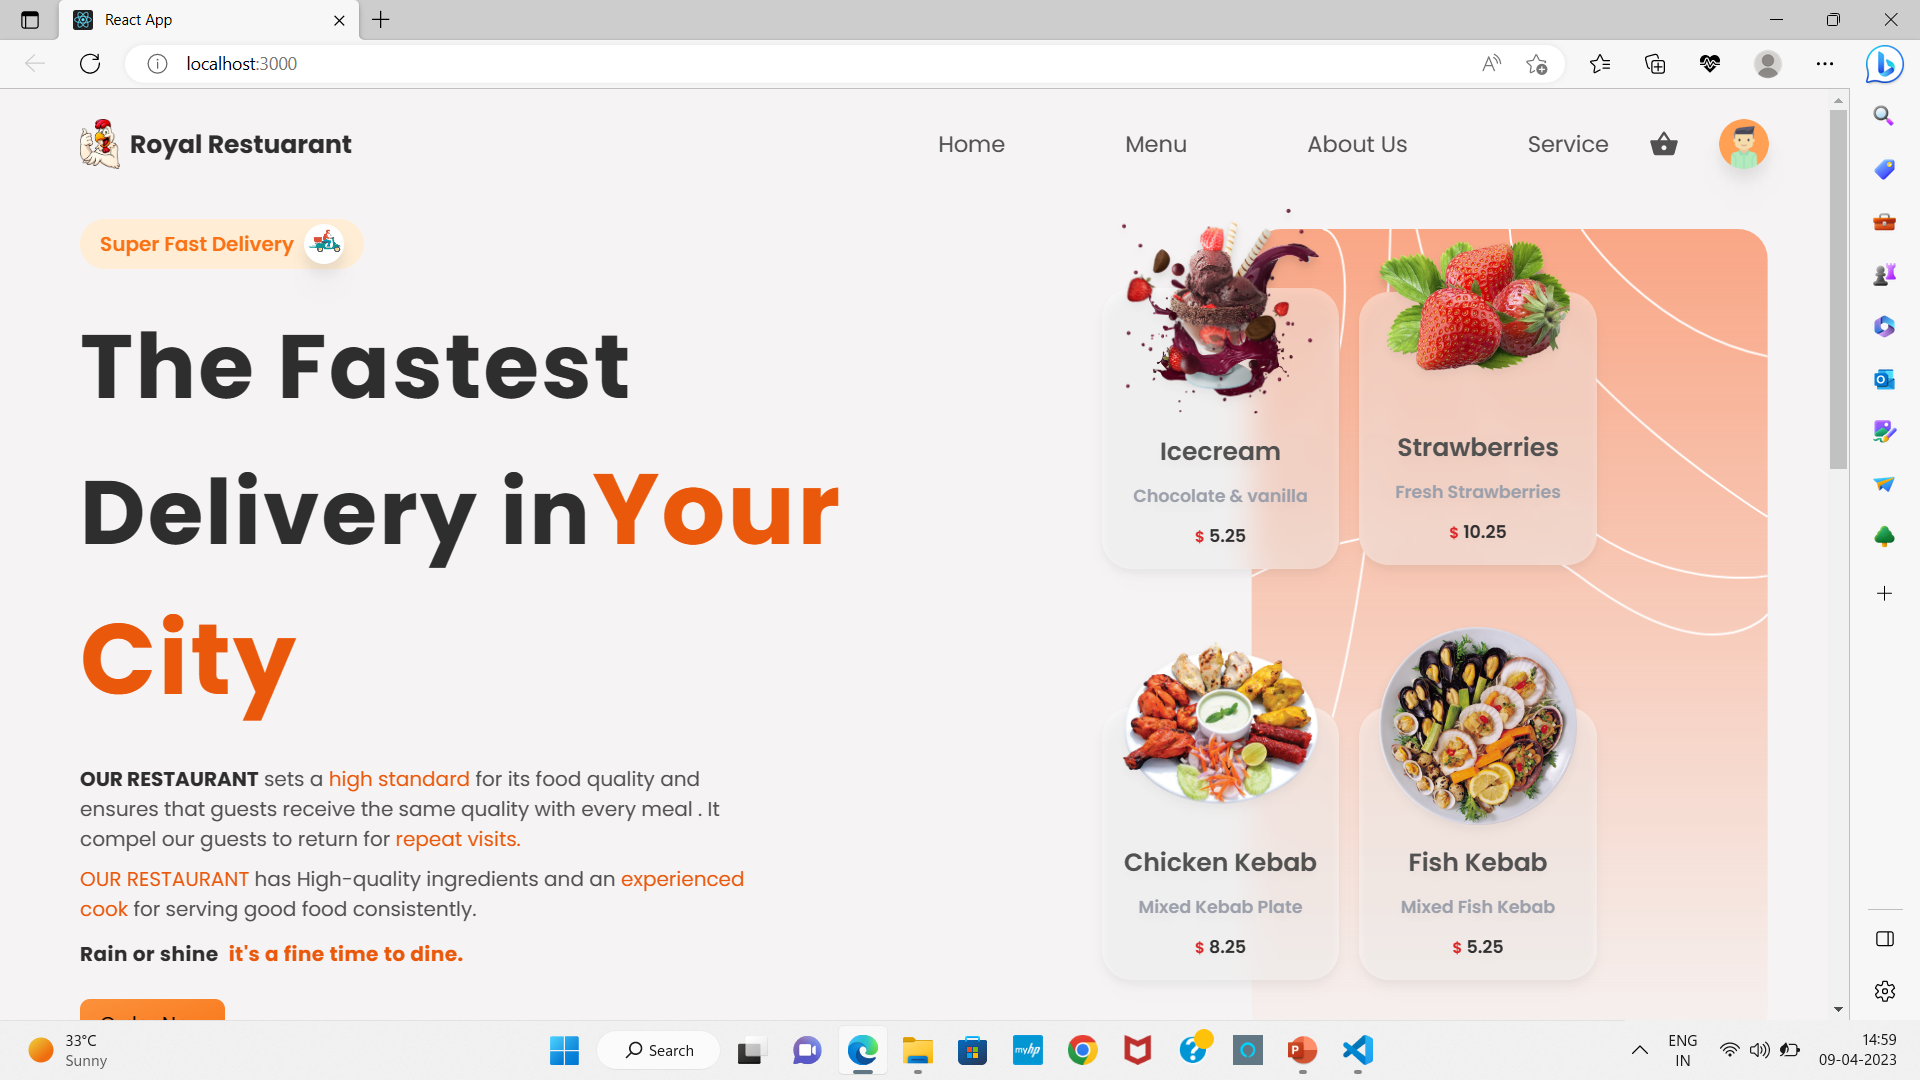 React App
localhost:3000
Royal Restuarant
Home
Menu
About Us
Service
Super Fast Delivery
The Fastest
Delivery inYour
City
OUR RESTAURANT sets a high standard for its food quality and
ensures that guests receive the same quality with every meal . It
compel our guests to return for repeat visits.
OUR RESTAURANT has High-quality ingredients and an experienced
cook for serving good food consistently.
Rain or shine it's a fine time to dine.
Icecream
Chocolate & vanilla
$ 5.25
Strawberries
Fresh Strawberries
$ 10.25
Chicken Kebab
Mixed Kebab Plate
$ 8.25
Fish Kebab
Mixed Fish Kebab
$ 5.25
33°C
Sunny
Search
myhp
ENG
IN
14:59
09-04-2023